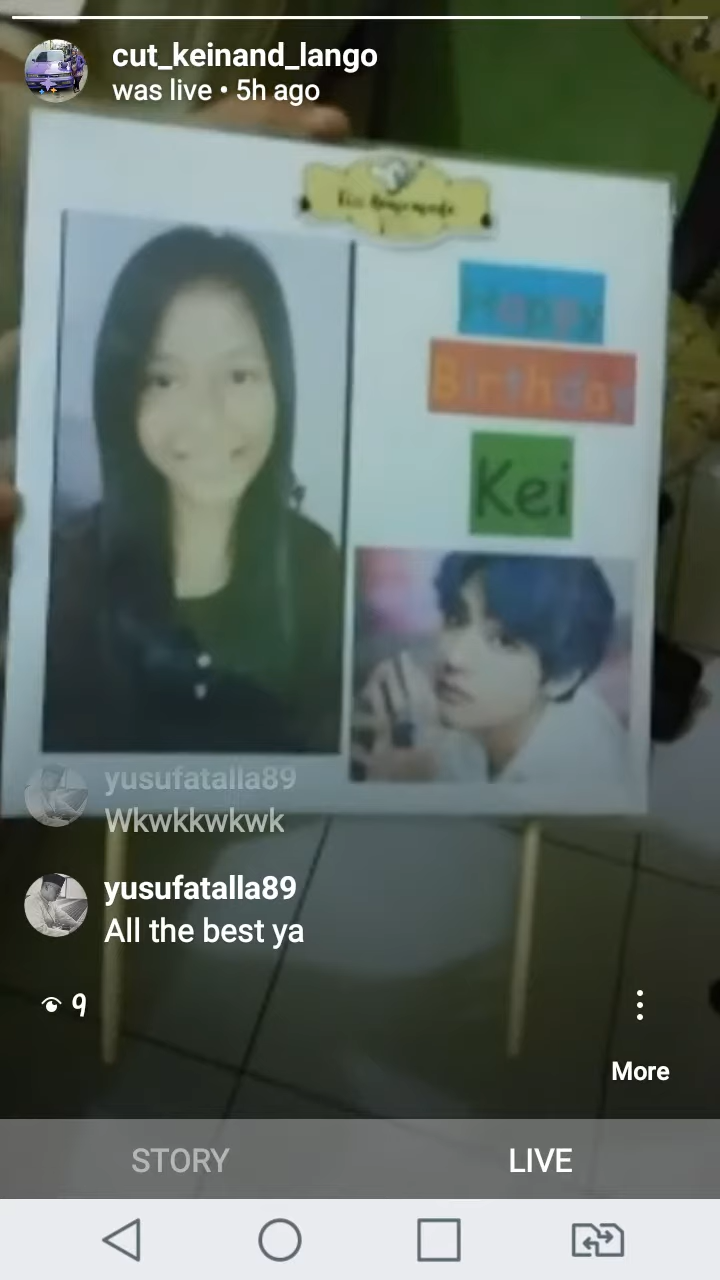 cut_keinand_lango
was live • 5h ago
Happy
Birthday
Kei
yusufatalla89
Wkwkkwkwk
yusufatalla89
All the best ya
9
More
STORY
LIVE